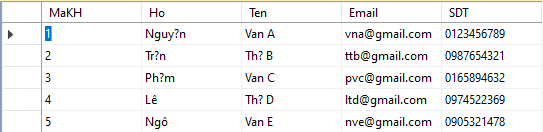 MaKH Ho Ten Email SDT
1 Nguy?n Van A vna@gmail.com 0123456789
2 Tr?n Th? B ttb@gmail.com 0987654321
3 Ph?m Van C pvc@gmail.com 0165894632
4 Lê Th? D ltd@gmail.com 0974522369
5 Ngô Van E nve@gmail.com 0905321478